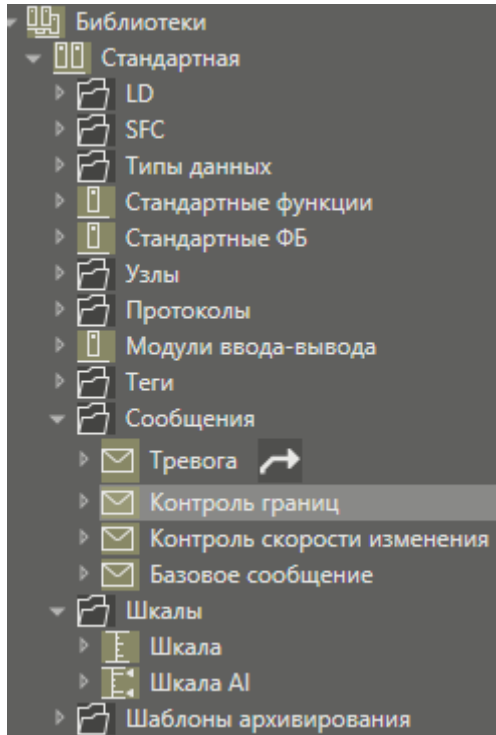 Библиотеки
Стандартная
LD
SFC
Типы данных
Стандартные функции
Стандартные ФБ
Узлы
Протоколы
Модули ввода-вывода
Теги
Сообщения
Тревога
Контроль границ
Контроль скорости изменения
Базовое сообщение
Шкалы
Шкала
Шкала AI
Шаблоны архивирования